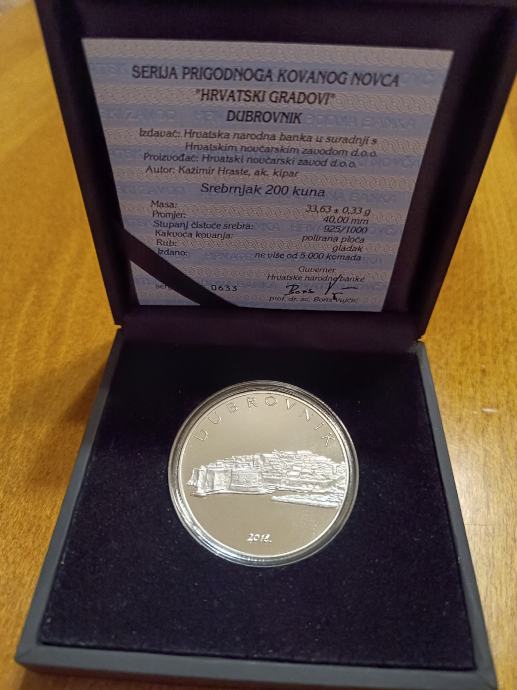 SERIJA PRIGODNOGA KOVANOG NOVCA
"HRVATSKI GRADOVI"
DUBROVNIK
Izdavač: Hrvatska narodna banka u suradnji s
Hrvatskim novčarskim zavodom d.o.o.
Proizvođač: Hrvatski novčarski zavod d.o.o.
Autor: Kazimir Hraste, ak. kipar
Srebrnjak 200 kuna
Masa: 33,63 ± 0,33 g
Promjer: 40,00 mm
Stupanj čistoće srebra: 925/1000
Kakvoća kovanja: polirana ploča
Rub: gladak
Izdano: ne više od 5.000 komada
Guverner
Hrvatske narodne banke
0633
prof. dr. sc. Boris Vujčić
DUBROVNIK